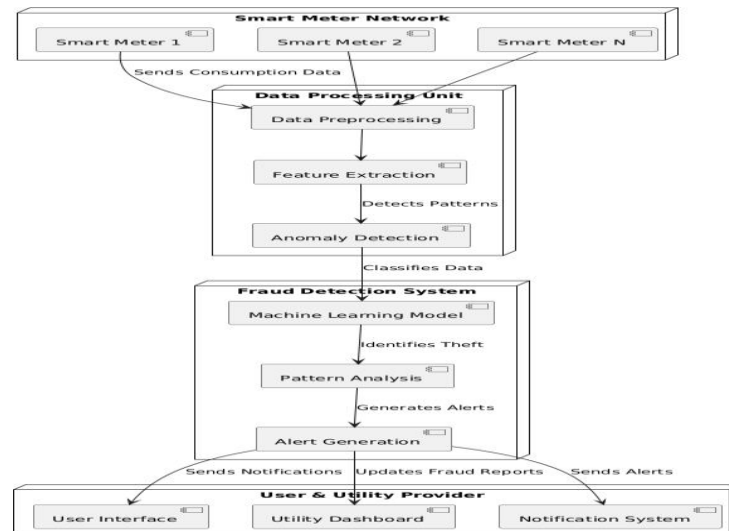 Smart Meter Network
Smart Meter 1
Smart Meter 2
Smart Meter N
Sends Consumption Data
Data Processing Unit
Data Preprocessing
Feature Extraction
Detects Patterns
Anomaly Detection
Classifies Data
Fraud Detection System
Machine Learning Model
Identifies Theft
Pattern Analysis
Generates Alerts
Alert Generation
Sends Notifications
Updates Fraud Reports
Sends Alerts
User & Utility Provider
User Interface
Utility Dashboard
Notification System